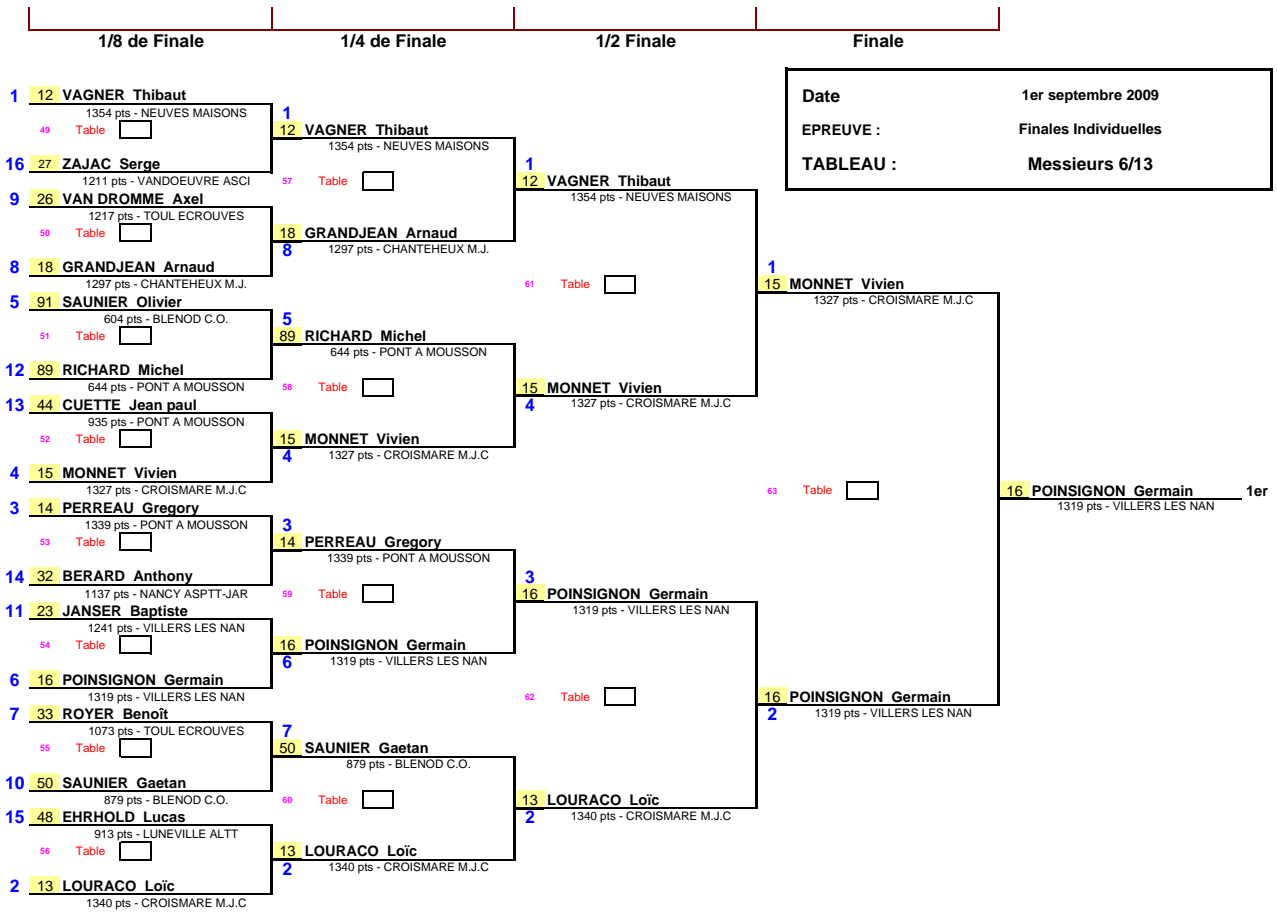 1/8 de Finale
1/4 de Finale
1/2 Finale
Finale
Date 1er septembre 2009
EPREUVE : Finales Individuelles
TABLEAU : Messieurs 6/13
1 12 VAGNER Thibaut
1354 pts - NEUVES MAISONS
49 Table
16 27 ZAJAC Serge
1211 pts - VANDOEUVRE ASCI
9 26 VAN DROMME Axel
1217 pts - TOUL ECROUVES
50 Table
8 18 GRANDJEAN Arnaud
1297 pts - CHANTEHEUX M.J.
5 91 SAUNIER Olivier
604 pts - BLENOD C.O.
51 Table
12 89 RICHARD Michel
644 pts - PONT A MOUSSON
13 44 CUETTE Jean paul
935 pts - PONT A MOUSSON
52 Table
4 15 MONNET Vivien
1327 pts - CROISMARE M.J.C
3 14 PERREAU Gregory
1339 pts - PONT A MOUSSON
53 Table
14 32 BERARD Anthony
1137 pts - NANCY ASPTT-JAR
11 23 JANSER Baptiste
1241 pts - VILLERS LES NAN
54 Table
6 16 POINSIGNON Germain
1319 pts - VILLERS LES NAN
7 33 ROYER Benoît
1073 pts - TOUL ECROUVES
55 Table
10 50 SAUNIER Gaetan
879 pts - BLENOD C.O.
15 48 EHRHOLD Lucas
913 pts - LUNEVILLE ALTT
56 Table
2 13 LOURACO Loïc
1340 pts - CROISMARE M.J.C
1
12 VAGNER Thibaut
1354 pts - NEUVES MAISONS
57 Table
18 GRANDJEAN Arnaud
8 1297 pts - CHANTEHEUX M.J.
5
89 RICHARD Michel
644 pts - PONT A MOUSSON
58 Table
15 MONNET Vivien
4 1327 pts - CROISMARE M.J.C
3
14 PERREAU Gregory
1339 pts - PONT A MOUSSON
59 Table
16 POINSIGNON Germain
6 1319 pts - VILLERS LES NAN
7
50 SAUNIER Gaetan
879 pts - BLENOD C.O.
60 Table
13 LOURACO Loïc
2 1340 pts - CROISMARE M.J.C
1
12 VAGNER Thibaut
1354 pts - NEUVES MAISONS
61 Table
15 MONNET Vivien
4 1327 pts - CROISMARE M.J.C
3
16 POINSIGNON Germain
1319 pts - VILLERS LES NAN
62 Table
13 LOURACO Loïc
2 1340 pts - CROISMARE M.J.C
1
15 MONNET Vivien
1327 pts - CROISMARE M.J.C
63 Table
16 POINSIGNON Germain
2 1319 pts - VILLERS LES NAN
16 POINSIGNON Germain 1er
1319 pts - VILLERS LES NAN